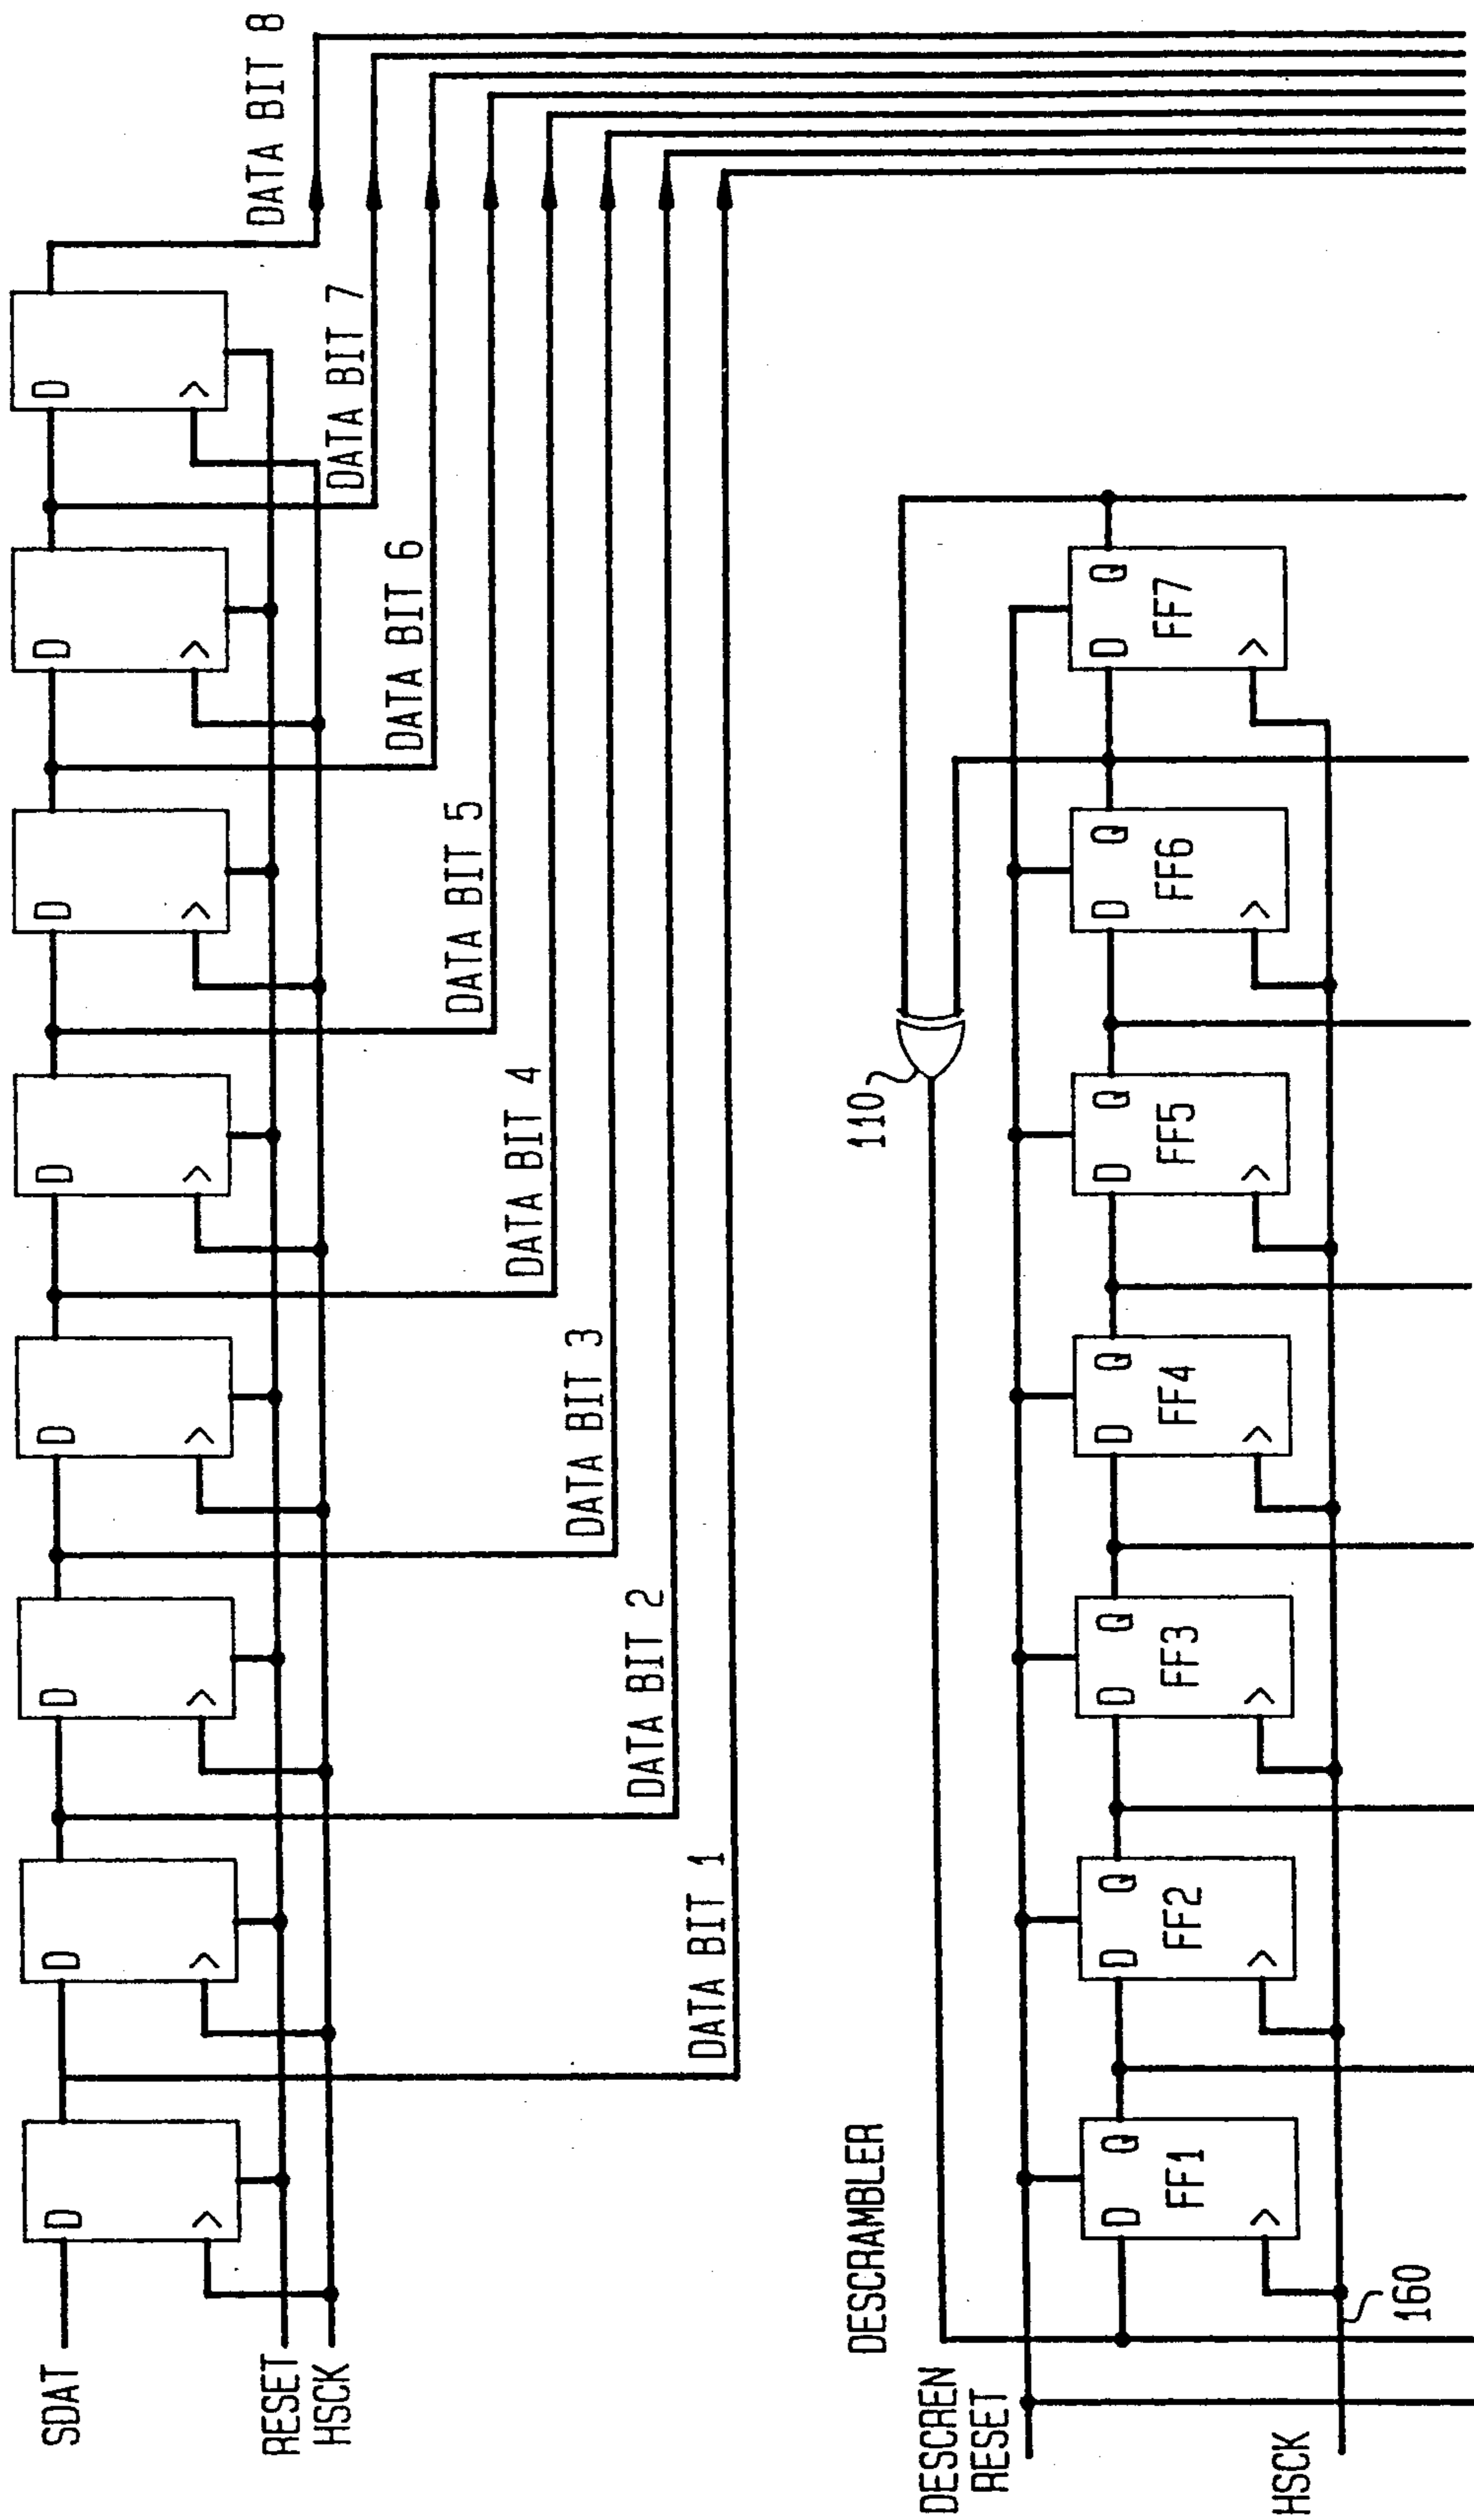 SDAT
RESET
HSCK
D
D
D
D
D
D
D
D
>
>
>
>
>
>
>
>
DATA BIT 1
DATA BIT 2
DATA BIT 3
DATA BIT 4
DATA BIT 5
DATA BIT 6
DATA BIT 7
DATA BIT 8
DESCRAMBLER
110
DESCREN
RESET
HSCK
160
D Q
FF1
>
D Q
FF2
>
D Q
FF3
>
D Q
FF4
>
D Q
FF5
>
D Q
FF6
>
D Q
FF7
>